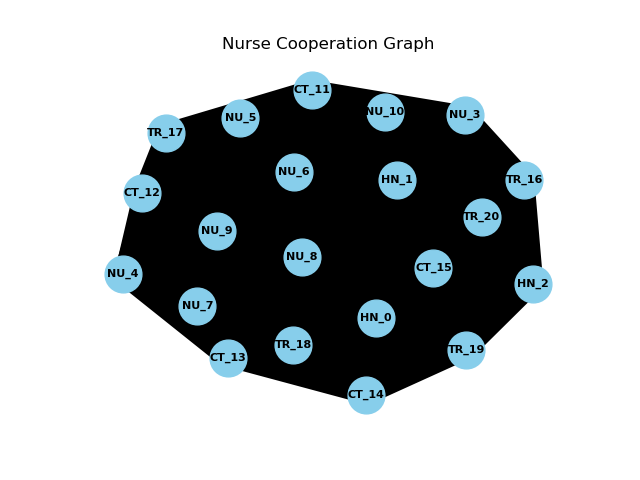 Nurse Cooperation Graph
CT_11
NU_10
NU_3
NU_5
TR_17
NU_6
HN_1
TR_16
CT_12
TR_20
NU_9
NU_8
CT_15
NU_4
HN_2
NU_7
HN_0
TR_18
TR_19
CT_13
CT_14